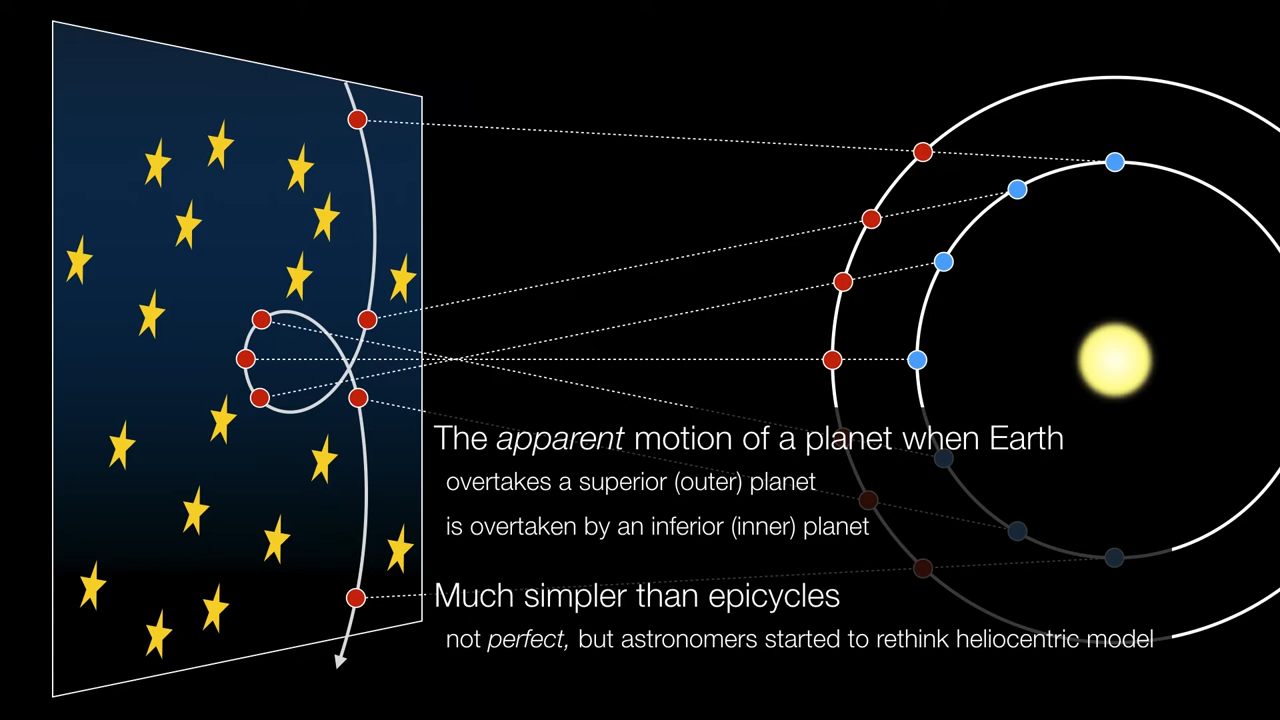 The apparent motion of a planet when Earth
overtakes a superior (outer) planet
is overtaken by an inferior (inner) planet
Much simpler than epicycles
not perfect, but astronomers started to rethink heliocentric model